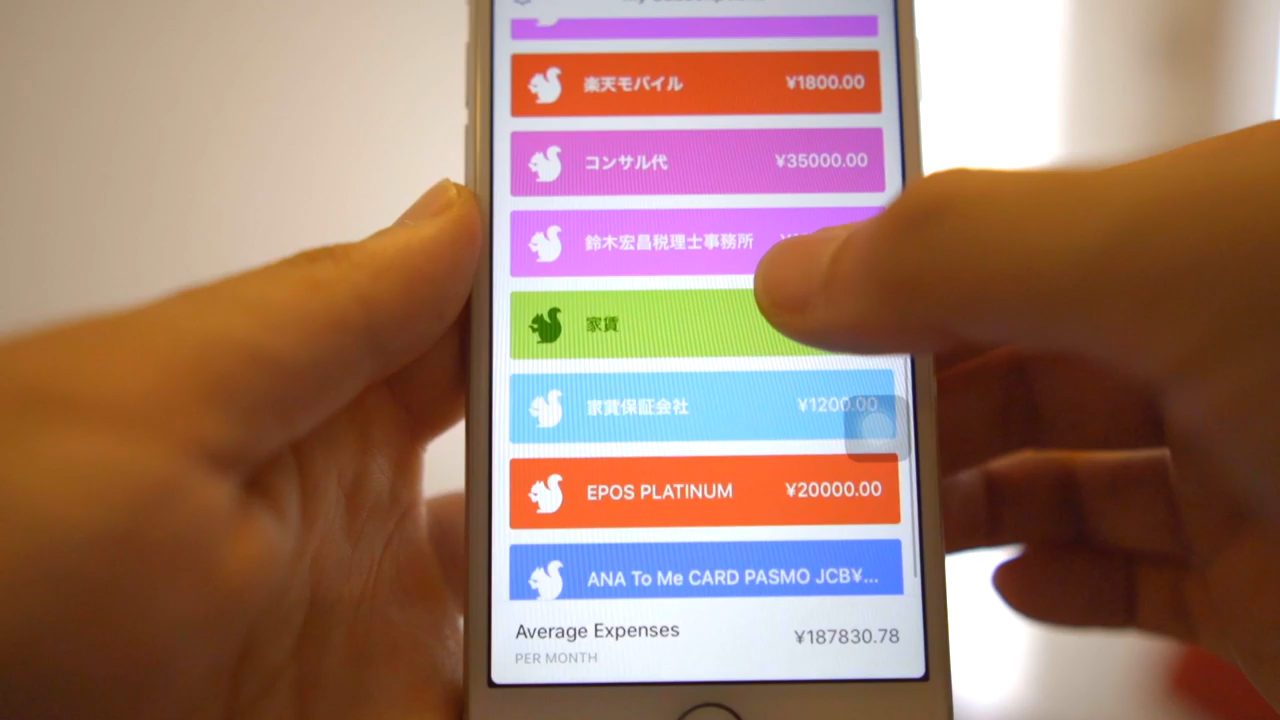 楽天モバイル ¥1800.00
コンサル代 ¥35000.00
鈴木宏昌税理士事務所
家賃
家賃保証会社 ¥1200.00
EPOS PLATINUM ¥20000.00
ANA To Me CARD PASMO JCB¥...
Average Expenses ¥187830.78
PER MONTH